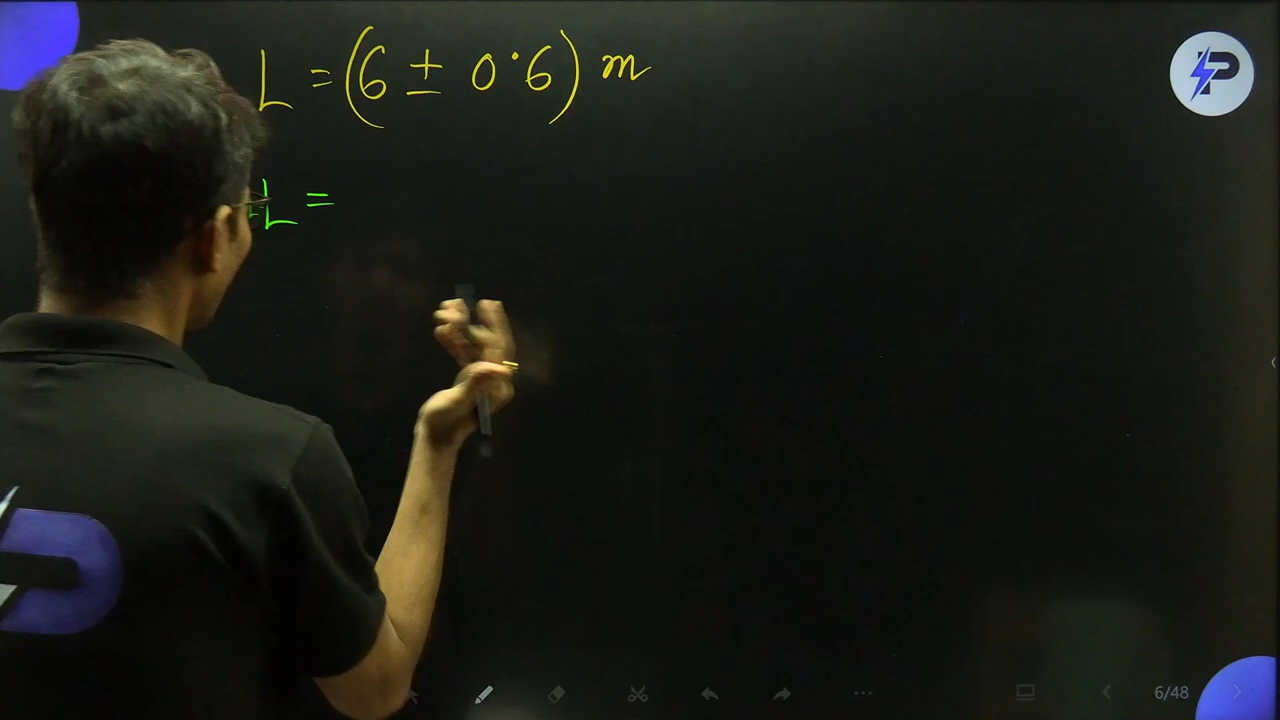 L = (6 ± 0.6) m
L =
6/48